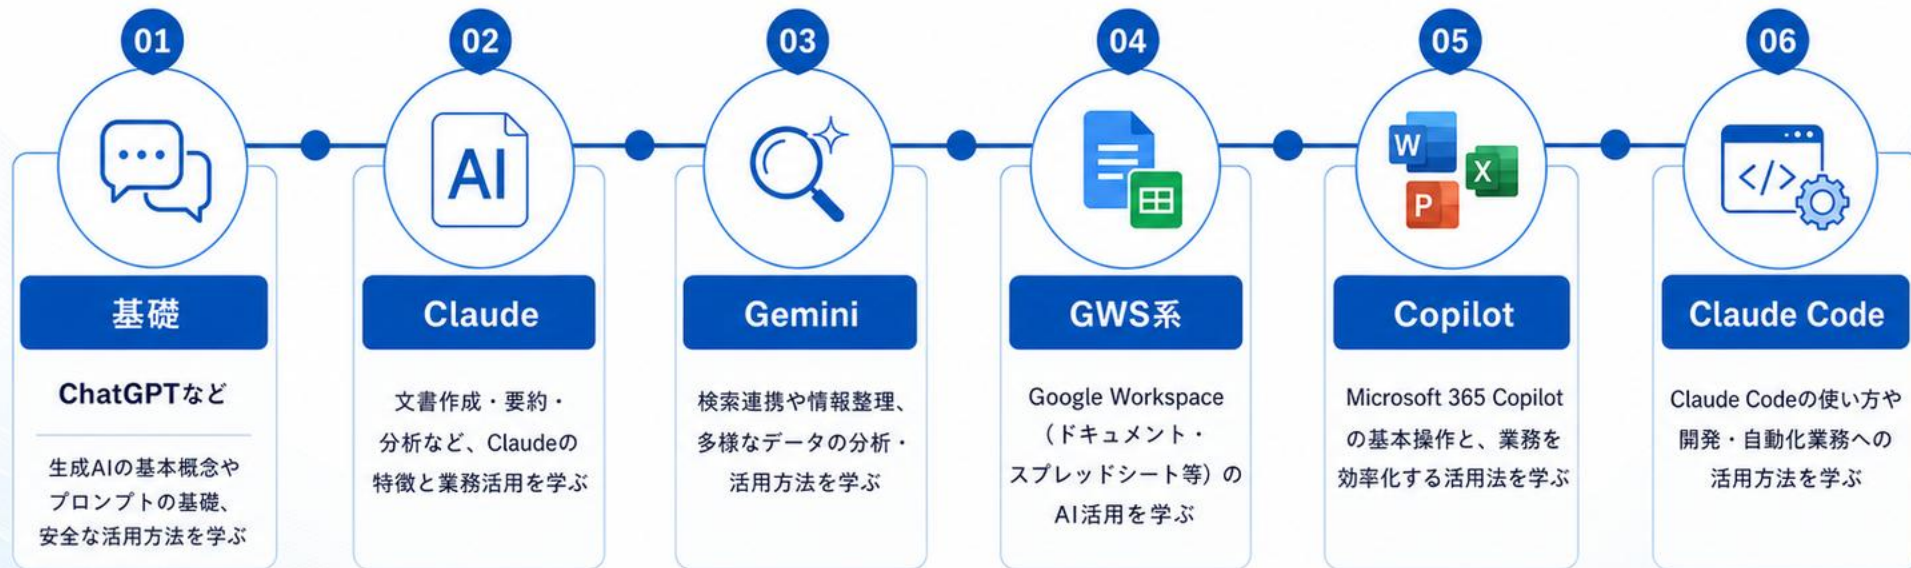 01
基礎
ChatGPTなど
生成AIの基本概念や
プロンプトの基礎、
安全な活用方法を学ぶ
02
AI
Claude
文書作成・要約・
分析など、Claudeの
特徴と業務活用を学ぶ
03
Gemini
検索連携や情報整理、
多様なデータの分析・
活用方法を学ぶ
04
GWS系
Google Workspace
（ドキュメント・
スプレッドシート等）の
AI活用を学ぶ
05
W
X
P
Copilot
Microsoft 365 Copilot
の基本操作と、業務を
効率化する活用法を学ぶ
06
</>
Claude Code
Claude Codeの使い方や
開発・自動化業務への
活用方法を学ぶ